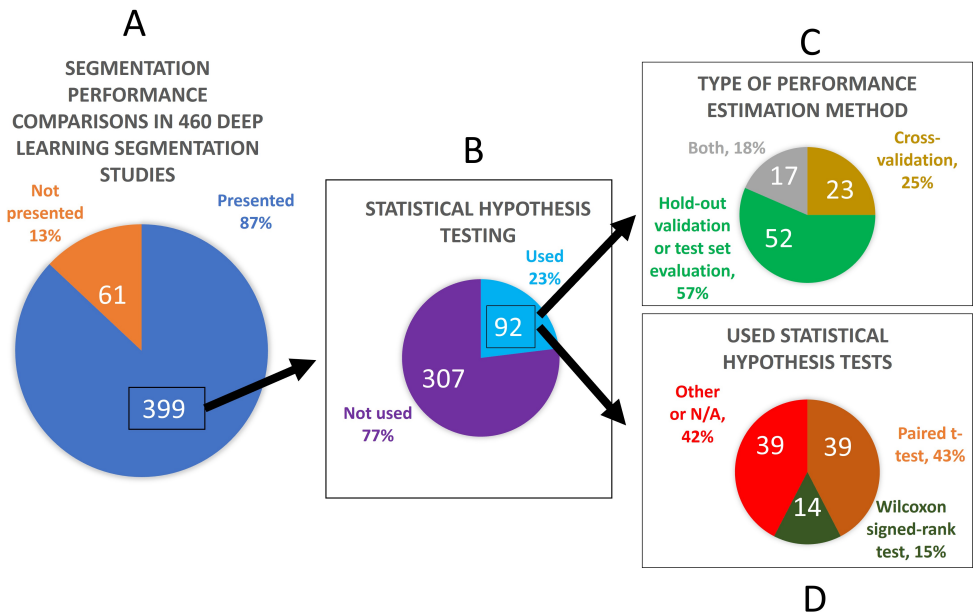 A
SEGMENTATION
PERFORMANCE
COMPARISONS IN 460 DEEP
LEARNING SEGMENTATION
STUDIES
Not
presented
13%
Presented
87%
61
399
B
STATISTICAL HYPOTHESIS
TESTING
Used
23%
92
307
Not used
77%
C
TYPE OF PERFORMANCE
ESTIMATION METHOD
Both, 18%
Cross-
validation,
25%
17
23
Hold-out
validation
or test set
evaluation,
57%
52
USED STATISTICAL
HYPOTHESIS TESTS
Other
or N/A,
42%
39
39
Paired t-
test, 43%
14
Wilcoxon
signed-rank
test, 15%
D